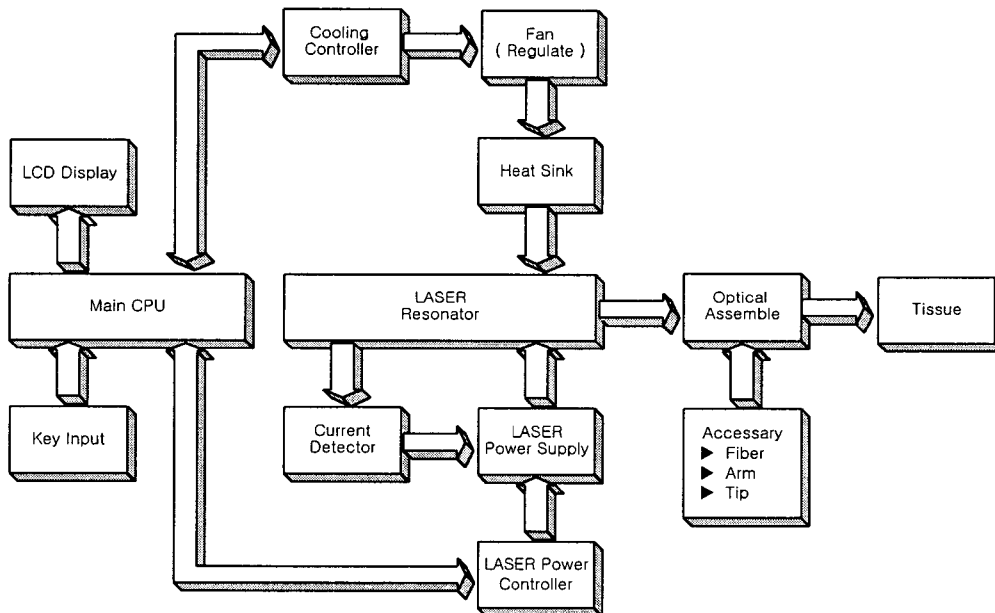 Cooling
Controller
Fan
( Regulate )
LCD Display
Heat Sink
Main CPU
LASER
Resonator
Optical
Assemble
Tissue
Key Input
Current
Detector
LASER
Power Supply
Accessary
▶ Fiber
▶ Arm
▶ Tip
LASER Power
Controller